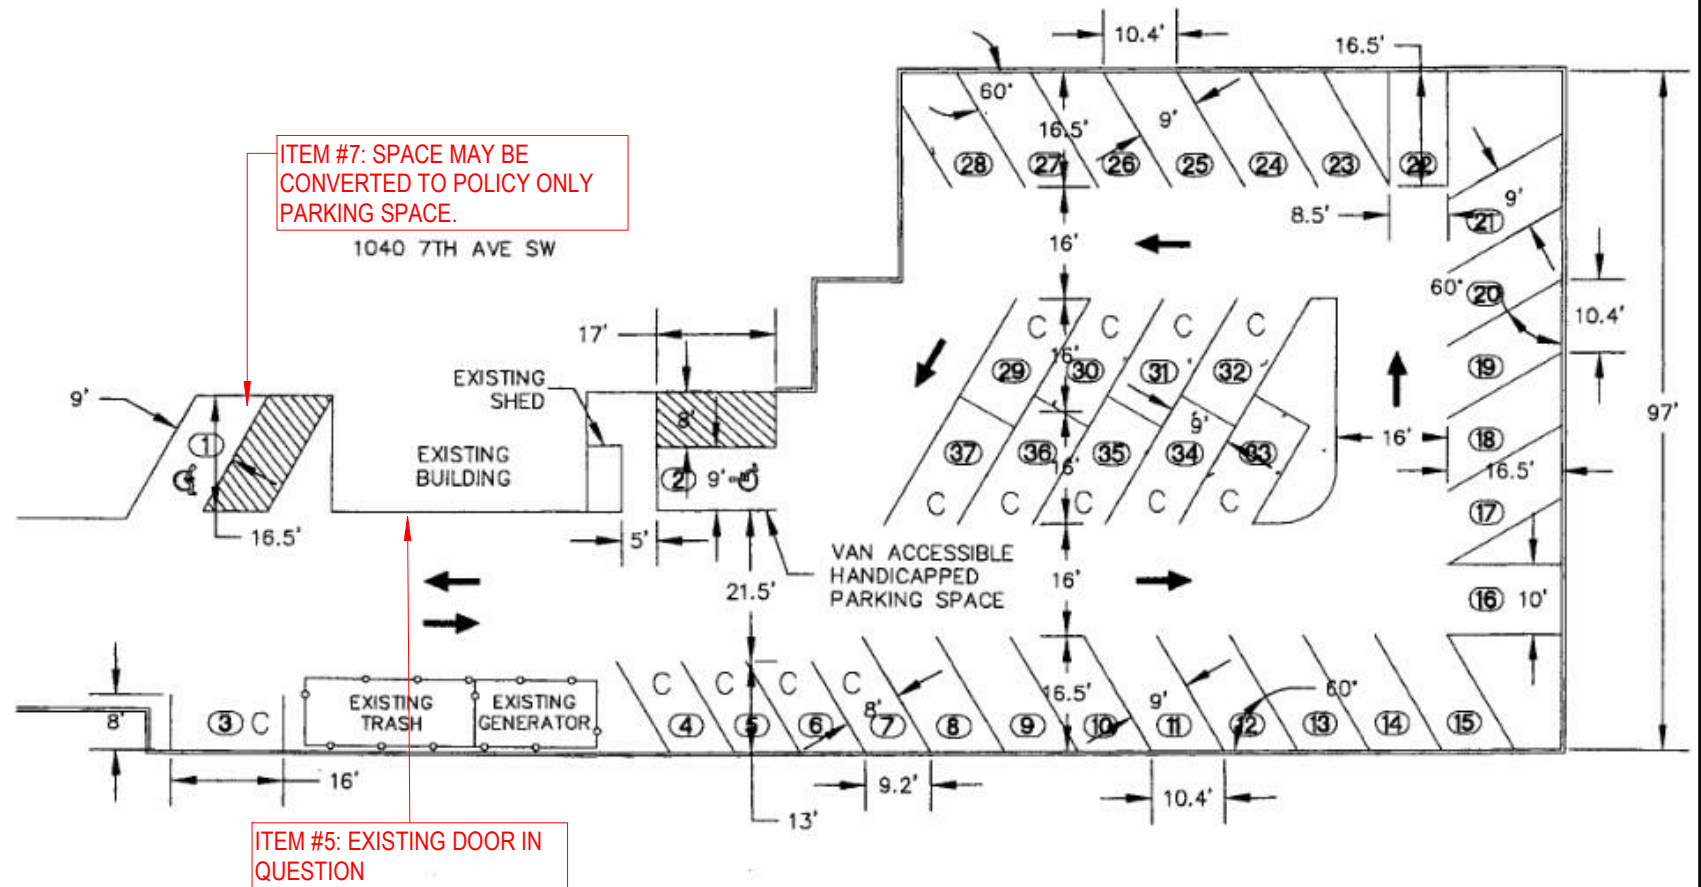 10.4'
16.5'
60°
9'
16.5'
28
27
26
25
24
23
22
ITEM #7: SPACE MAY BE
CONVERTED TO POLICY ONLY
PARKING SPACE.
1040 7TH AVE SW
8.5'
9'
21
16'
60°
20
10.4'
17'
C
C
C
C
16'
29
30
31
32
19
EXISTING
SHED
9'
8'
97'
1
EXISTING
BUILDING
2
9'
9'
16'
37
36
35
34
33
18
16'
16.5'
C
C
C
C
C
17
16.5'
5'
VAN ACCESSIBLE
HANDICAPPED
PARKING SPACE
21.5'
16'
16
10'
C
C
C
C
16.5'
9'
60°
8'
8'
3 C
EXISTING
TRASH
EXISTING
GENERATOR
4
5
6
7
8
9
10
11
12
13
14
15
16'
9.2'
10.4'
13'
ITEM #5: EXISTING DOOR IN
QUESTION